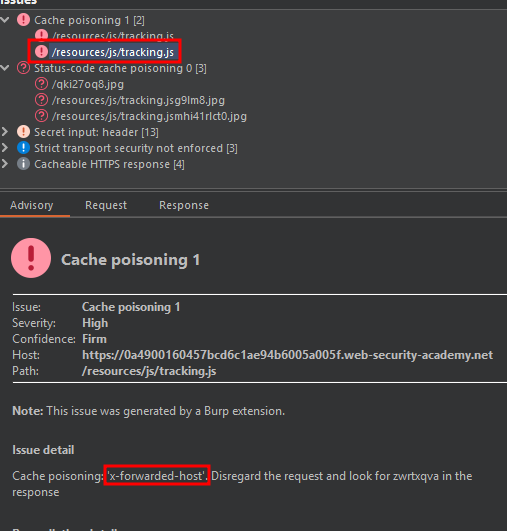 Issues
Cache poisoning 1 [2]
/resources/js/tracking.js
/resources/js/tracking.js
Status-code cache poisoning 0 [3]
/qki27oq8.jpg
/resources/js/tracking.jsg9lm8.jpg
/resources/js/tracking.jsmhi41rlct0.jpg
Secret input: header [13]
Strict transport security not enforced [3]
Cacheable HTTPS response [4]
Advisory Request Response
Cache poisoning 1
Issue: Cache poisoning 1
Severity: High
Confidence: Firm
Host: https://0a4900160457bcd6c1ae94b6005a005f.web-security-academy.net
Path: /resources/js/tracking.js
Note: This issue was generated by a Burp extension.
Issue detail
Cache poisoning: 'x-forwarded-host'. Disregard the request and look for zwrtxqva in the
response